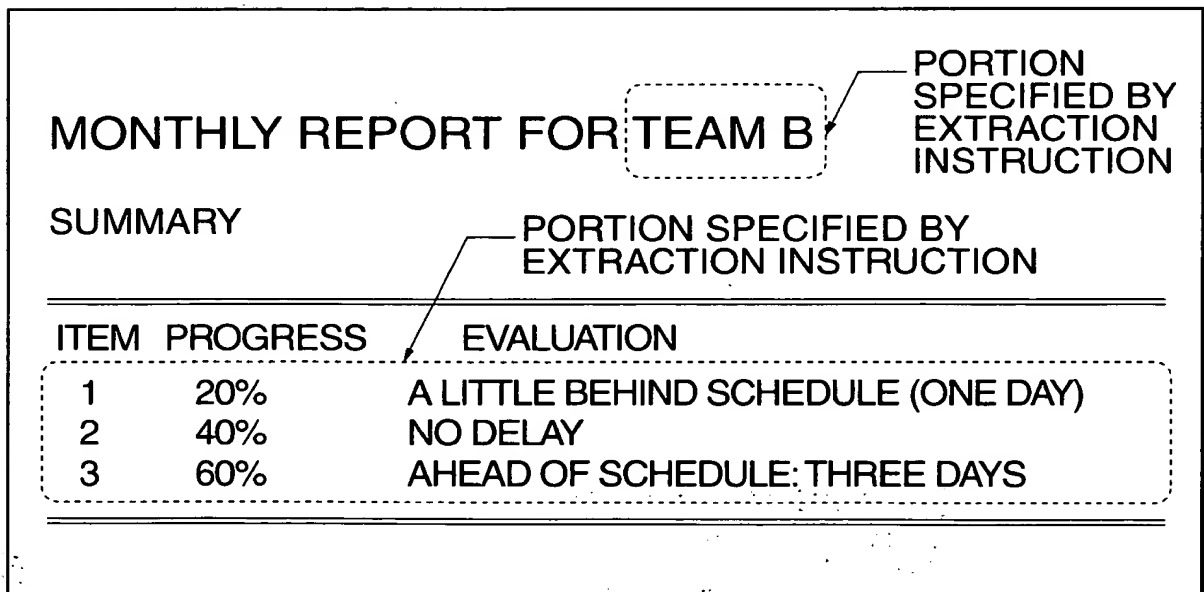 PORTION
SPECIFIED BY
EXTRACTION
INSTRUCTION
MONTHLY REPORT FOR TEAM B
SUMMARY
PORTION SPECIFIED BY
EXTRACTION INSTRUCTION
ITEM PROGRESS EVALUATION
1 20% A LITTLE BEHIND SCHEDULE (ONE DAY)
2 40% NO DELAY
3 60% AHEAD OF SCHEDULE: THREE DAYS